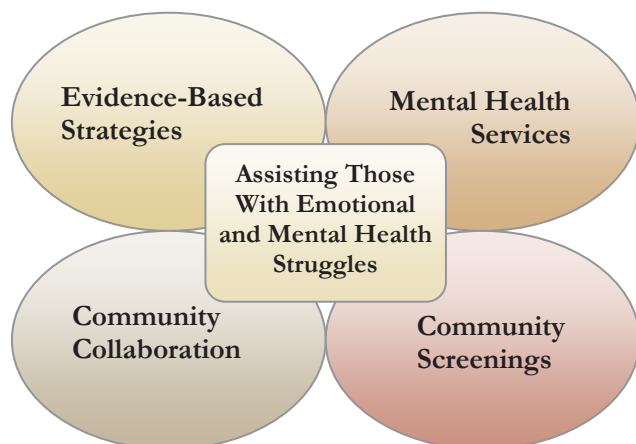 Evidence-Based
Strategies
Mental Health
Services
Assisting Those
With Emotional
and Mental Health
Struggles
Community
Collaboration
Community
Screenings